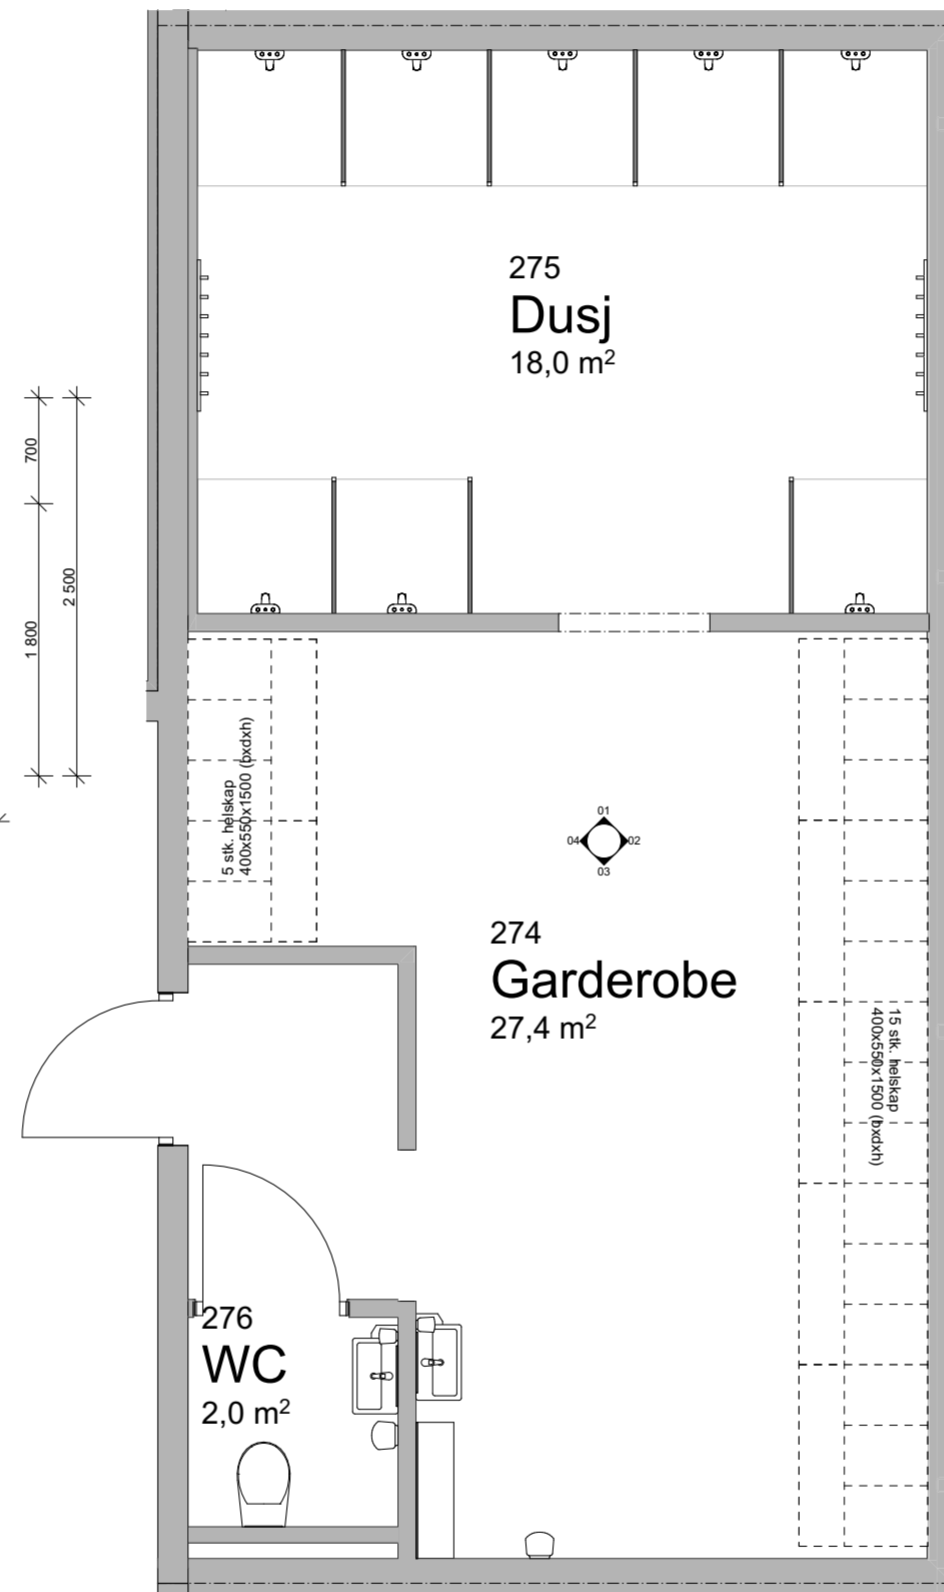 275
Dusj
18,0 m²
700
2 500
1 800
5 stk. helskap
400x550x1500 (bxdxh)
01
04
02
03
274
Garderobe
27,4 m²
15 stk. helskap
400x550x1500 (bxdxh)
276
WC
2,0 m²